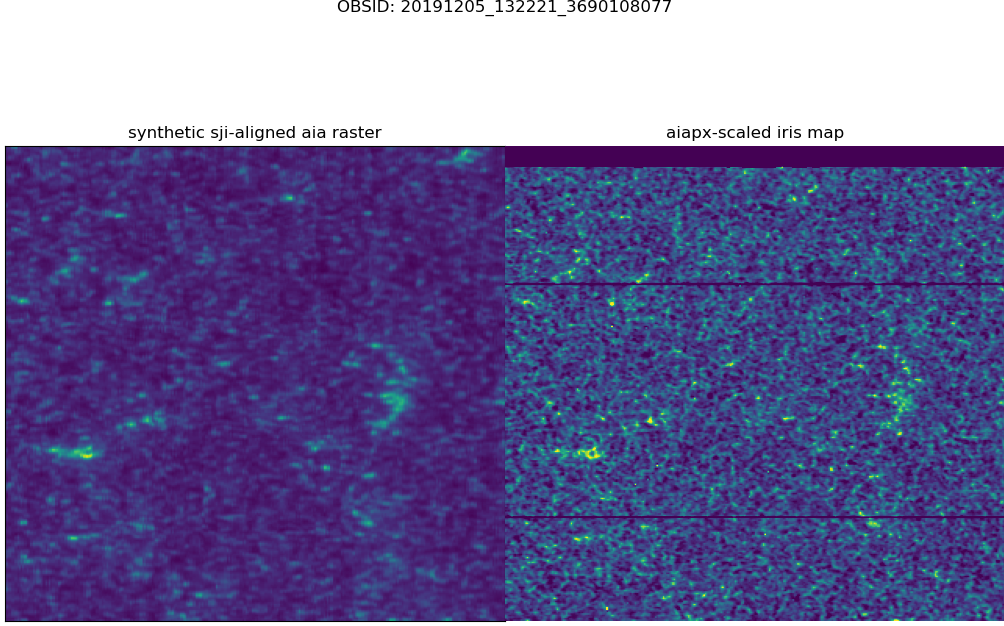 OBSID: 20191205_132221_3690108077
synthetic sji-aligned aia raster
aiapx-scaled iris map